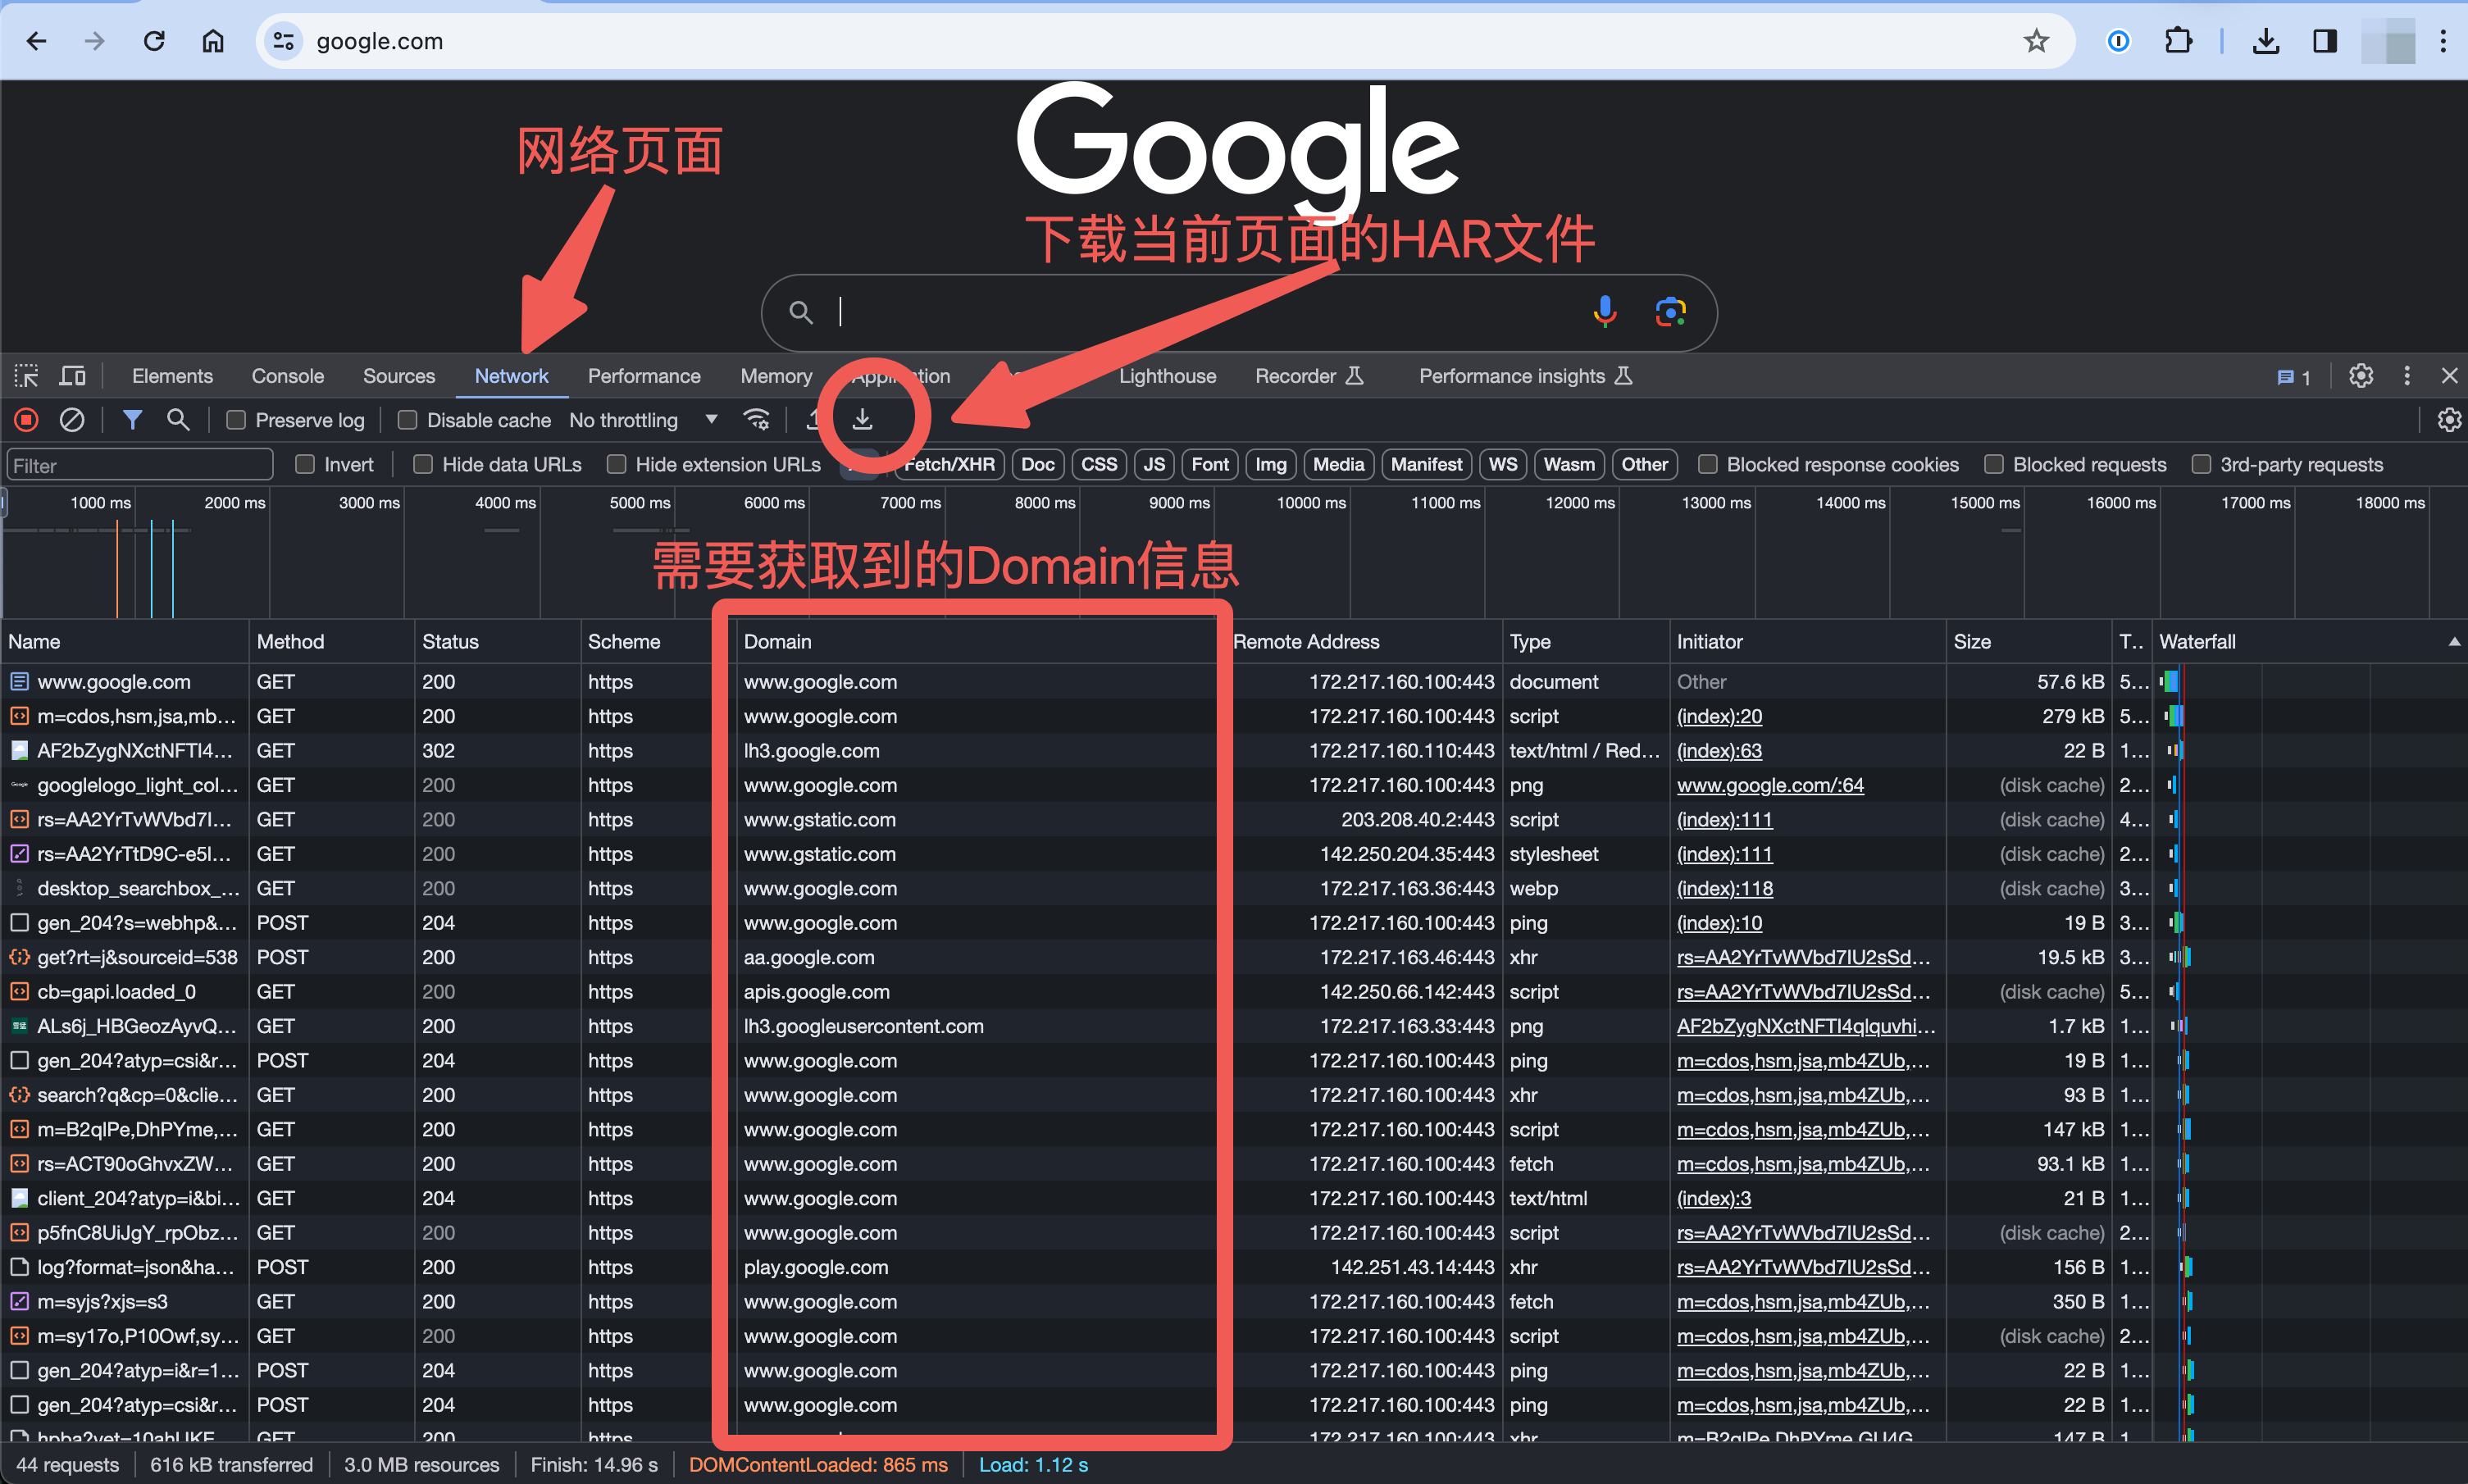 google.com
Google
网络页面
下载当前页面的HAR文件
Elements Console Sources Network Performance Memory Application Lighthouse Recorder Performance insights 1
Preserve log Disable cache No throttling
Filter Invert Hide data URLs Hide extension URLs Fetch/XHR Doc CSS JS Font Img Media Manifest WS Wasm Other Blocked response cookies Blocked requests 3rd-party requests
1000 ms 2000 ms 3000 ms 4000 ms 5000 ms 6000 ms 7000 ms 8000 ms 9000 ms 10000 ms 11000 ms 12000 ms 13000 ms 14000 ms 15000 ms 16000 ms 17000 ms 18000 ms
需要获取到的Domain信息
Name Method Status Scheme Domain Remote Address Type Initiator Size T.. Waterfall
www.google.com GET 200 https www.google.com 172.217.160.100:443 document Other 57.6 kB 5...
m=cdos,hsm,jsa,mb... GET 200 https www.google.com 172.217.160.100:443 script (index):20 279 kB 5...
AF2bZygNXctNFTI4... GET 302 https lh3.google.com 172.217.160.110:443 text/html / Red... (index):63 22 B 1...
googlelogo_light_col... GET 200 https www.google.com 172.217.160.100:443 png www.google.com/:64 (disk cache) 2...
rs=AA2YrTvWVbd7I... GET 200 https www.gstatic.com 203.208.40.2:443 script (index):111 (disk cache) 4...
rs=AA2YrTtD9C-e5l... GET 200 https www.gstatic.com 142.250.204.35:443 stylesheet (index):111 (disk cache) 2...
desktop_searchbox_... GET 200 https www.google.com 172.217.163.36:443 webp (index):118 (disk cache) 3...
gen_204?s=webhp&... POST 204 https www.google.com 172.217.160.100:443 ping (index):10 19 B 3...
get?rt=j&sourceid=538 POST 200 https aa.google.com 172.217.163.46:443 xhr rs=AA2YrTvWVbd7IU2sSd... 19.5 kB 3...
cb=gapi.loaded_0 GET 200 https apis.google.com 142.250.66.142:443 script rs=AA2YrTvWVbd7IU2sSd... (disk cache) 5...
ALs6j_HBGeozAyvQ... GET 200 https lh3.googleusercontent.com 172.217.163.33:443 png AF2bZygNXctNFTI4qlquvhi... 1.7 kB 1...
gen_204?atyp=csi&r... POST 204 https www.google.com 172.217.160.100:443 ping m=cdos,hsm,jsa,mb4ZUb,... 19 B 1...
search?q&cp=0&clie... GET 200 https www.google.com 172.217.160.100:443 xhr m=cdos,hsm,jsa,mb4ZUb,... 93 B 1...
m=B2qlPe,DhPYme,... GET 200 https www.google.com 172.217.160.100:443 script m=cdos,hsm,jsa,mb4ZUb,... 147 kB 1...
rs=ACT90oGhvxZW... GET 200 https www.google.com 172.217.160.100:443 fetch m=cdos,hsm,jsa,mb4ZUb,... 93.1 kB 1...
client_204?atyp=i&bi... GET 204 https www.google.com 172.217.160.100:443 text/html (index):3 21 B 1...
p5fnC8UiJgY_rpObz... GET 200 https www.google.com 172.217.160.100:443 script rs=AA2YrTvWVbd7IU2sSd... (disk cache) 2...
log?format=json&ha... POST 200 https play.google.com 142.251.43.14:443 xhr rs=AA2YrTvWVbd7IU2sSd... 156 B 1...
m=syjs?xjs=s3 GET 200 https www.google.com 172.217.160.100:443 fetch m=cdos,hsm,jsa,mb4ZUb,... 350 B 1...
m=sy17o,P10Owf,sy... GET 200 https www.google.com 172.217.160.100:443 script m=cdos,hsm,jsa,mb4ZUb,... (disk cache) 2...
gen_204?atyp=i&r=1... POST 204 https www.google.com 172.217.160.100:443 ping m=cdos,hsm,jsa,mb4ZUb,... 22 B 1...
gen_204?atyp=csi&r... POST 204 https www.google.com 172.217.160.100:443 ping m=cdos,hsm,jsa,mb4ZUb,... 22 B 1...
GET 200 https 172.217.160.100:443 xhr 147 B
44 requests 616 kB transferred 3.0 MB resources Finish: 14.96 s DOMContentLoaded: 865 ms Load: 1.12 s